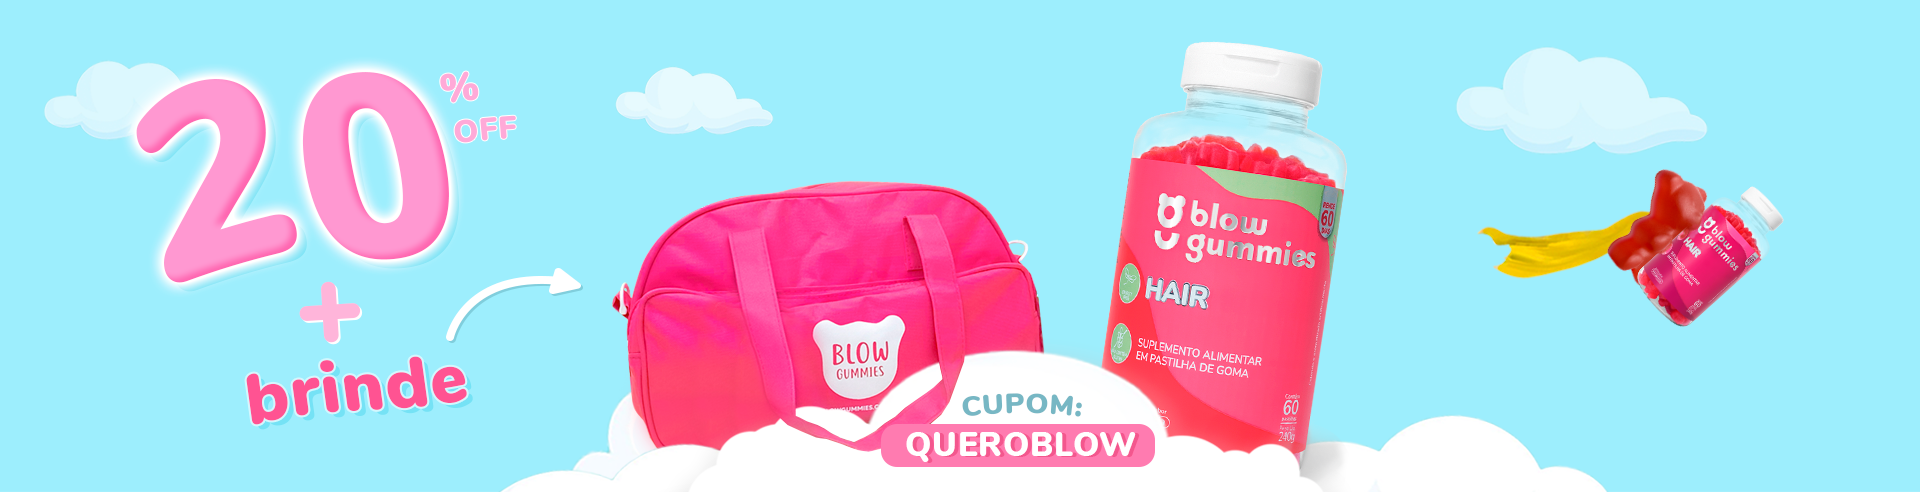 20
%
OFF
+
brinde
BLOW
GUMMIES
CUPOM:
QUEROBLOW
blow
gummies
HAIR
SUPLEMENTO ALIMENTAR
EM PASTILHA DE GOMA
60
240g
blow
gummies
HAIR